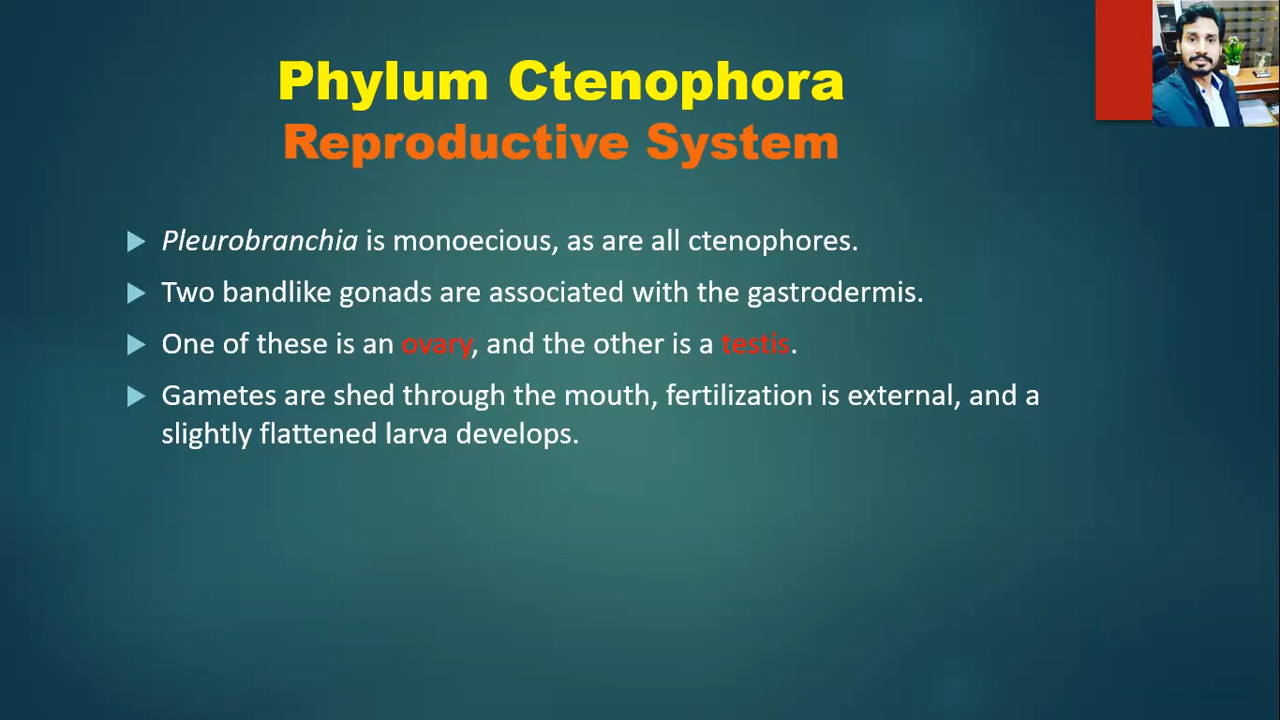 Phylum Ctenophora
Reproductive System
Pleurobranchia is monoecious, as are all ctenophores.
Two bandlike gonads are associated with the gastrodermis.
One of these is an ovary, and the other is a testis.
Gametes are shed through the mouth, fertilization is external, and a
slightly flattened larva develops.